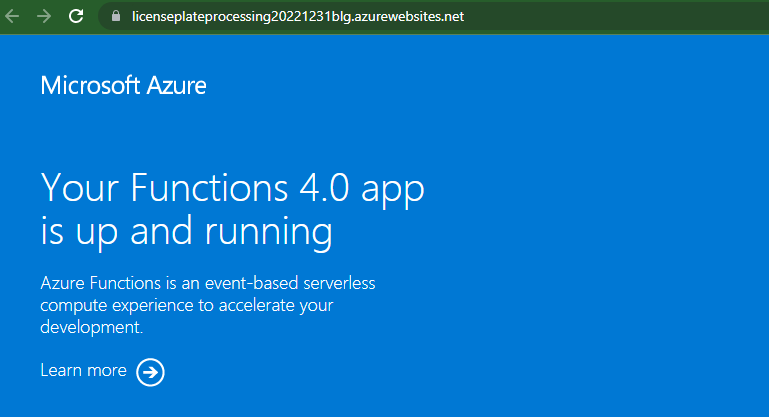 licenseplateprocessing20221231blg.azurewebsites.net
Microsoft Azure
Your Functions 4.0 app
is up and running
Azure Functions is an event-based serverless
compute experience to accelerate your
development.
Learn more